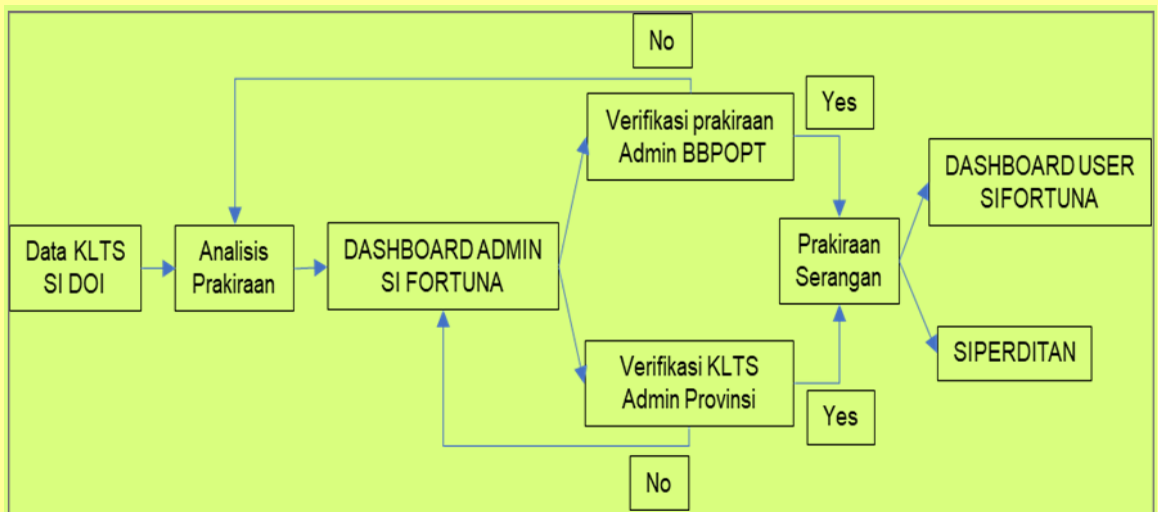 No
Verifikasi prakiraan
Admin BBPOPT
Yes
DASHBOARD USER
SIFORTUNA
Data KLTS
SI DOI
Analisis
Prakiraan
DASHBOARD ADMIN
SI FORTUNA
Prakiraan
Serangan
Verifikasi KLTS
Admin Provinsi
SIPERDITAN
Yes
No